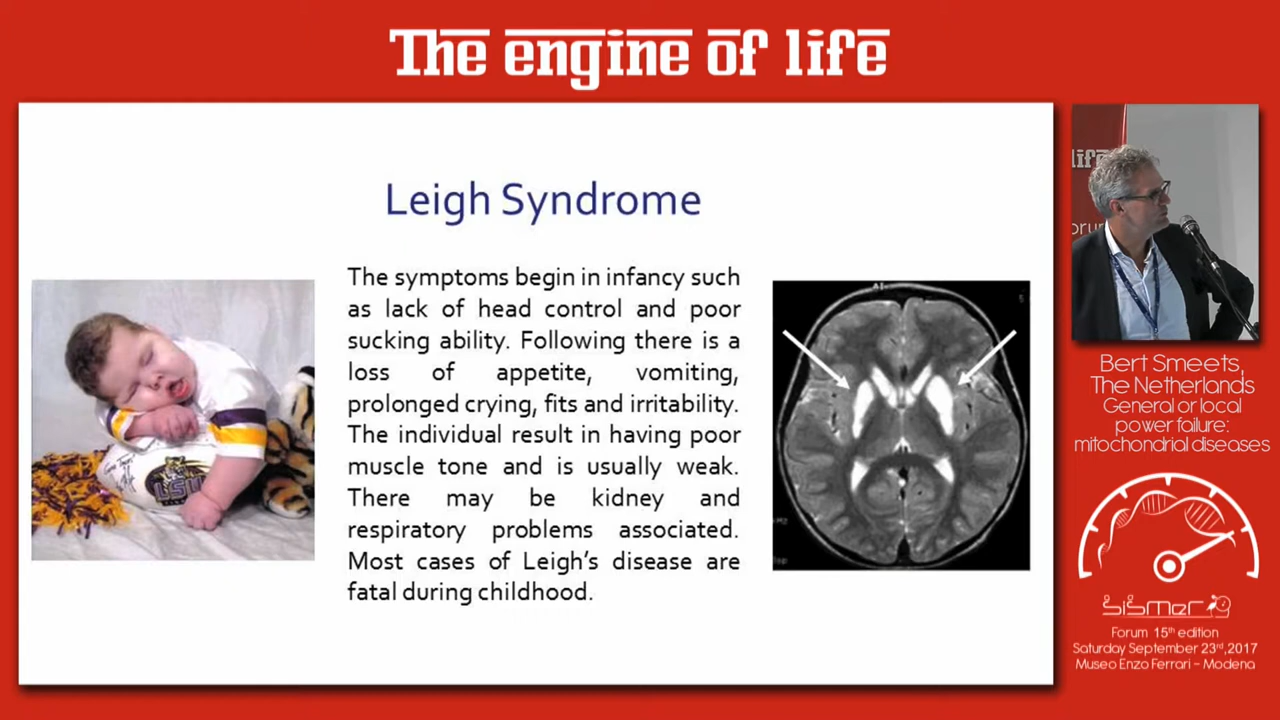 The engine of life
Leigh Syndrome
The symptoms begin in infancy such
as lack of head control and poor
sucking ability. Following there is a
loss of appetite, vomiting,
prolonged crying, fits and irritability.
The individual result in having poor
muscle tone and is usually weak.
There may be kidney and
respiratory problems associated.
Most cases of Leigh's disease are
fatal during childhood.
LSU
life
Bert Smeets,
The Netherlands
General or local
power failure:
mitochondrial diseases
SiSMeR
Forum 15th edition
Saturday September 23rd,2017
Museo Enzo Ferrari - Modena